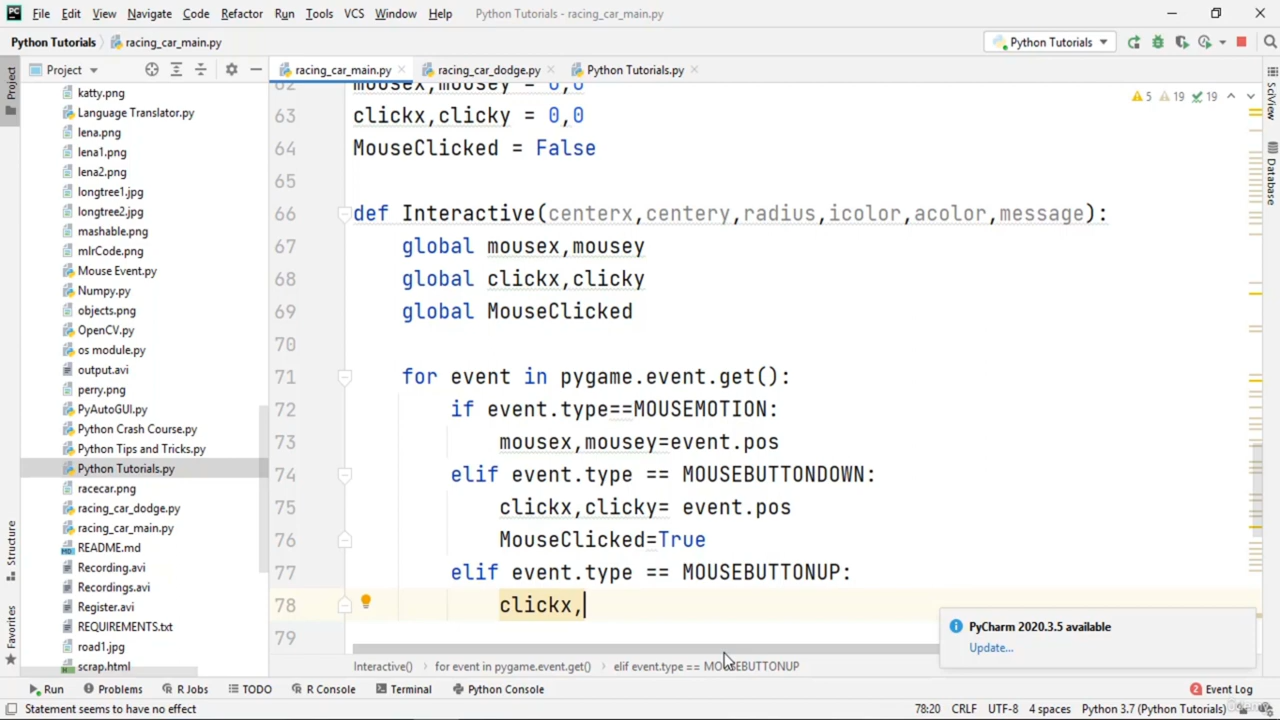 File Edit View Navigate Code Refactor Run Tools VCS Window Help Python Tutorials - racing_car_main.py
Python Tutorials racing_car_main.py Python Tutorials
Project Project racing_car_main.py racing_car_dodge.py Python Tutorials.py SciView
katty.png
Language Translator.py
lena.png
lena1.png
lena2.png
longtree1.jpg
longtree2.jpg
mashable.png
mlrCode.png
Mouse Event.py
Numpy.py
objects.png
OpenCV.py
os module.py
output.avi
perry.png
PyAutoGUI.py
Python Crash Course.py
Python Tips and Tricks.py
Python Tutorials.py
racecar.png
racing_car_dodge.py
racing_car_main.py
README.md
Recording.avi
Recordings.avi
Register.avi
REQUIREMENTS.txt
road1.jpg
scrap.html
5 19 19
62 mousex,mousey = 0,0
63 clickx,clicky = 0,0
64 MouseClicked = False
65
66 def Interactive(centerx,centery,radius,icolor,acolor,message):
67 global mousex,mousey
68 global clickx,clicky
69 global MouseClicked
70
71 for event in pygame.event.get():
72 if event.type==MOUSEMOTION:
73 mousex,mousey=event.pos
74 elif event.type == MOUSEBUTTONDOWN:
75 clickx,clicky= event.pos
76 MouseClicked=True
77 elif event.type == MOUSEBUTTONUP:
78 clickx,
79
Database
Structure
Favorites
PyCharm 2020.3.5 available
Update...
Interactive() for event in pygame.event.get() elif event.type == MOUSEBUTTONUP
Run Problems R Jobs TODO R Console Terminal Python Console Event Log
Statement seems to have no effect 78:20 CRLF UTF-8 4 spaces Python 3.7 (Python Tutorials)